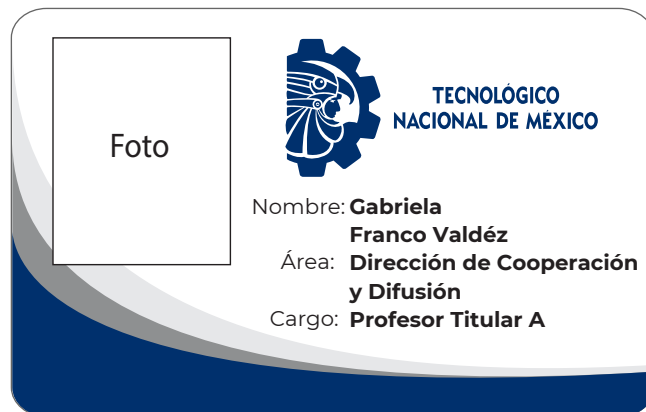 Foto
TECNOLÓGICO
NACIONAL DE MÉXICO
Nombre: Gabriela
Franco Valdéz
Área: Dirección de Cooperación
y Difusión
Cargo: Profesor Titular A